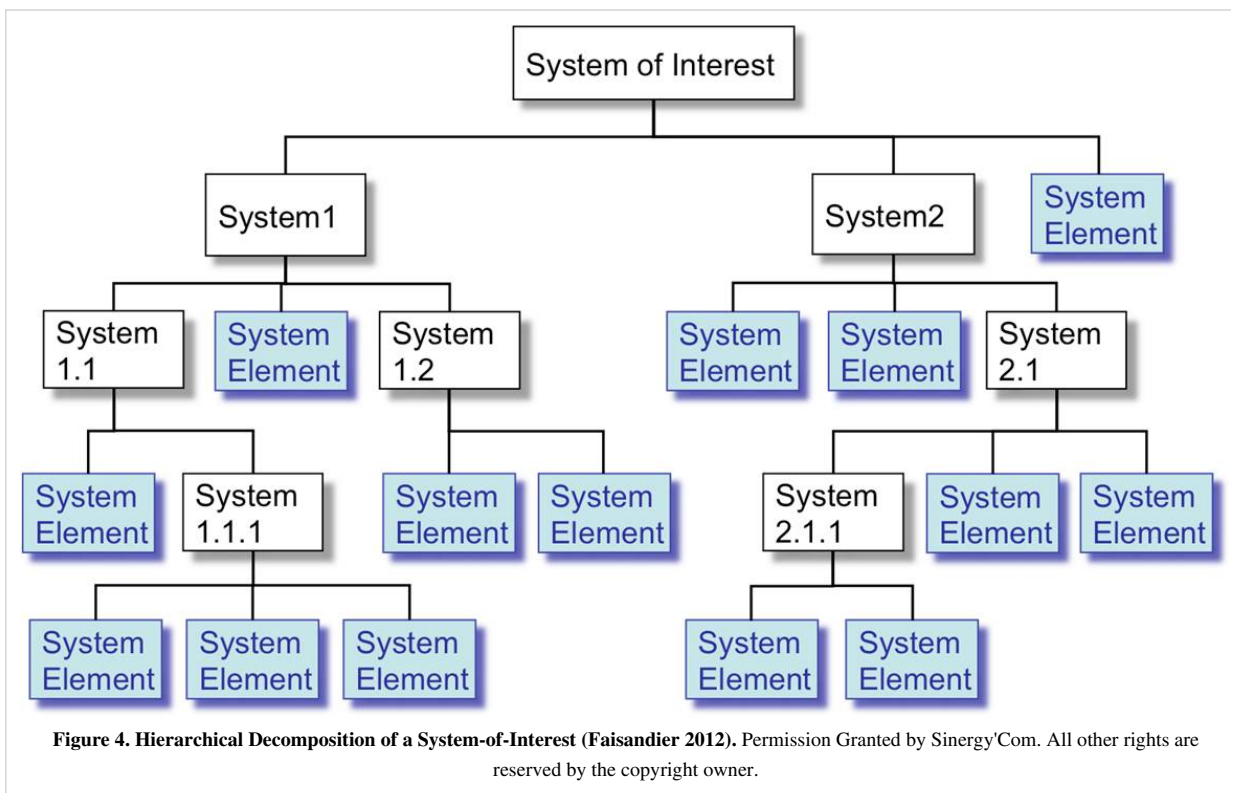 System of Interest
System1
System2
System
Element
System
1.1
System
Element
System
1.2
System
Element
System
Element
System
2.1
System
Element
System
1.1.1
System
Element
System
Element
System
2.1.1
System
Element
System
Element
System
Element
System
Element
System
Element
System
Element
System
Element
Figure 4. Hierarchical Decomposition of a System-of-Interest (Faisandier 2012). Permission Granted by Sinergy'Com. All other rights are
reserved by the copyright owner.